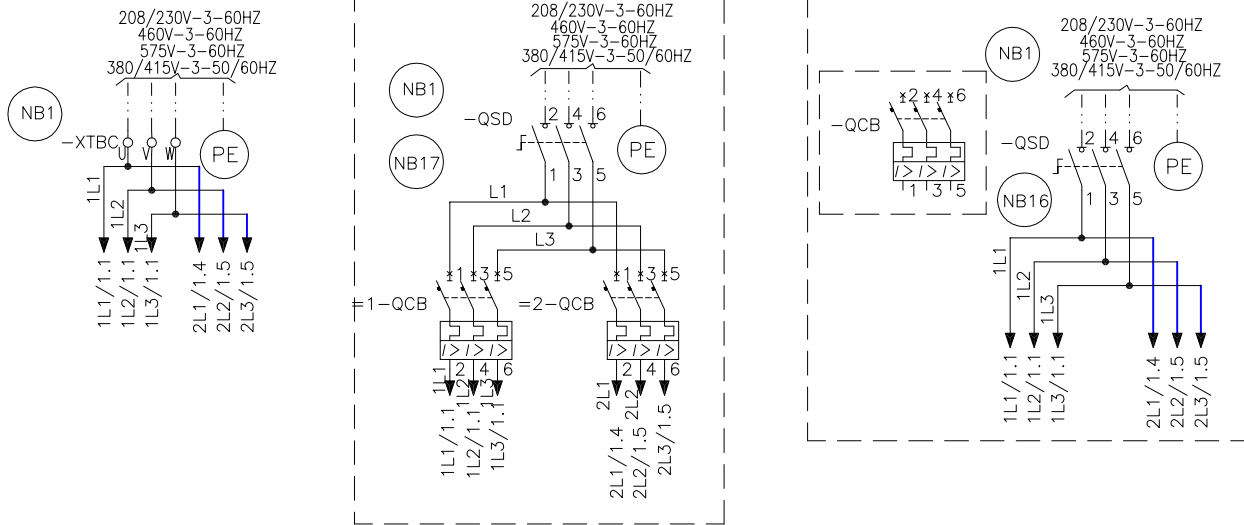 208/230V-3-60HZ
460V-3-60HZ
575V-3-60HZ
380/415V-3-50/60HZ
NB1
-XTBC
U V W
PE
1L1
1L2
1L3
1L1/1.1
1L2/1.1
1L3/1.1
2L1/1.4
2L2/1.5
2L3/1.5
208/230V-3-60HZ
460V-3-60HZ
575V-3-60HZ
380/415V-3-50/60HZ
NB1
NB17
-QSD
2 4 6
PE
1 3 5
L1
L2
L3
1 3 5
1 3 5
=1-QCB
=2-QCB
I> I> I>
I> I> I>
2 4 6
2 4 6
1L1
1L2
1L3
2L1
2L2
1L1/1.1
1L2/1.1
1L3/1.1
2L1/1.4
2L2/1.5
2L3/1.5
208/230V-3-60HZ
460V-3-60HZ
575V-3-60HZ
380/415V-3-50/60HZ
NB1
2 4 6
-QCB
I> I> I>
1 3 5
-QSD
2 4 6
PE
NB16
1 3 5
1L1
1L2
1L3
1L1/1.1
1L2/1.1
1L3/1.1
2L1/1.4
2L2/1.5
2L3/1.5